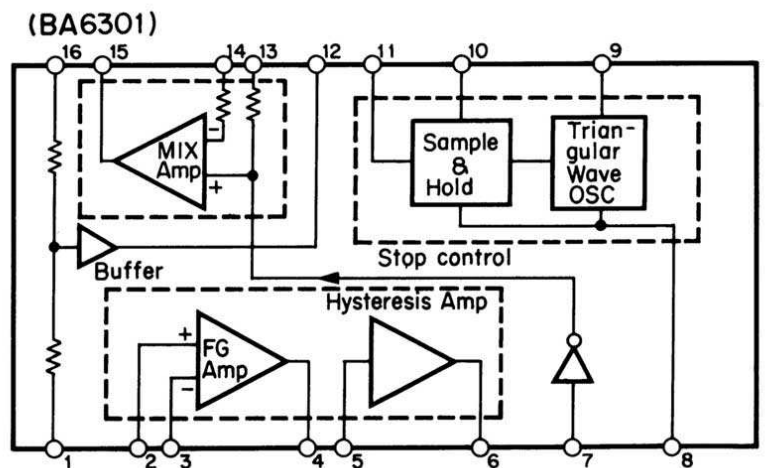 (BA6301)
16 15 14 13 12 11 10 9
MIX
Amp
-
+
Sample
&
Hold
Trian-
gular
Wave
OSC
Buffer
Stop control
Hysteresis Amp
+
FG
Amp
-
1 2 3 4 5 6 7 8